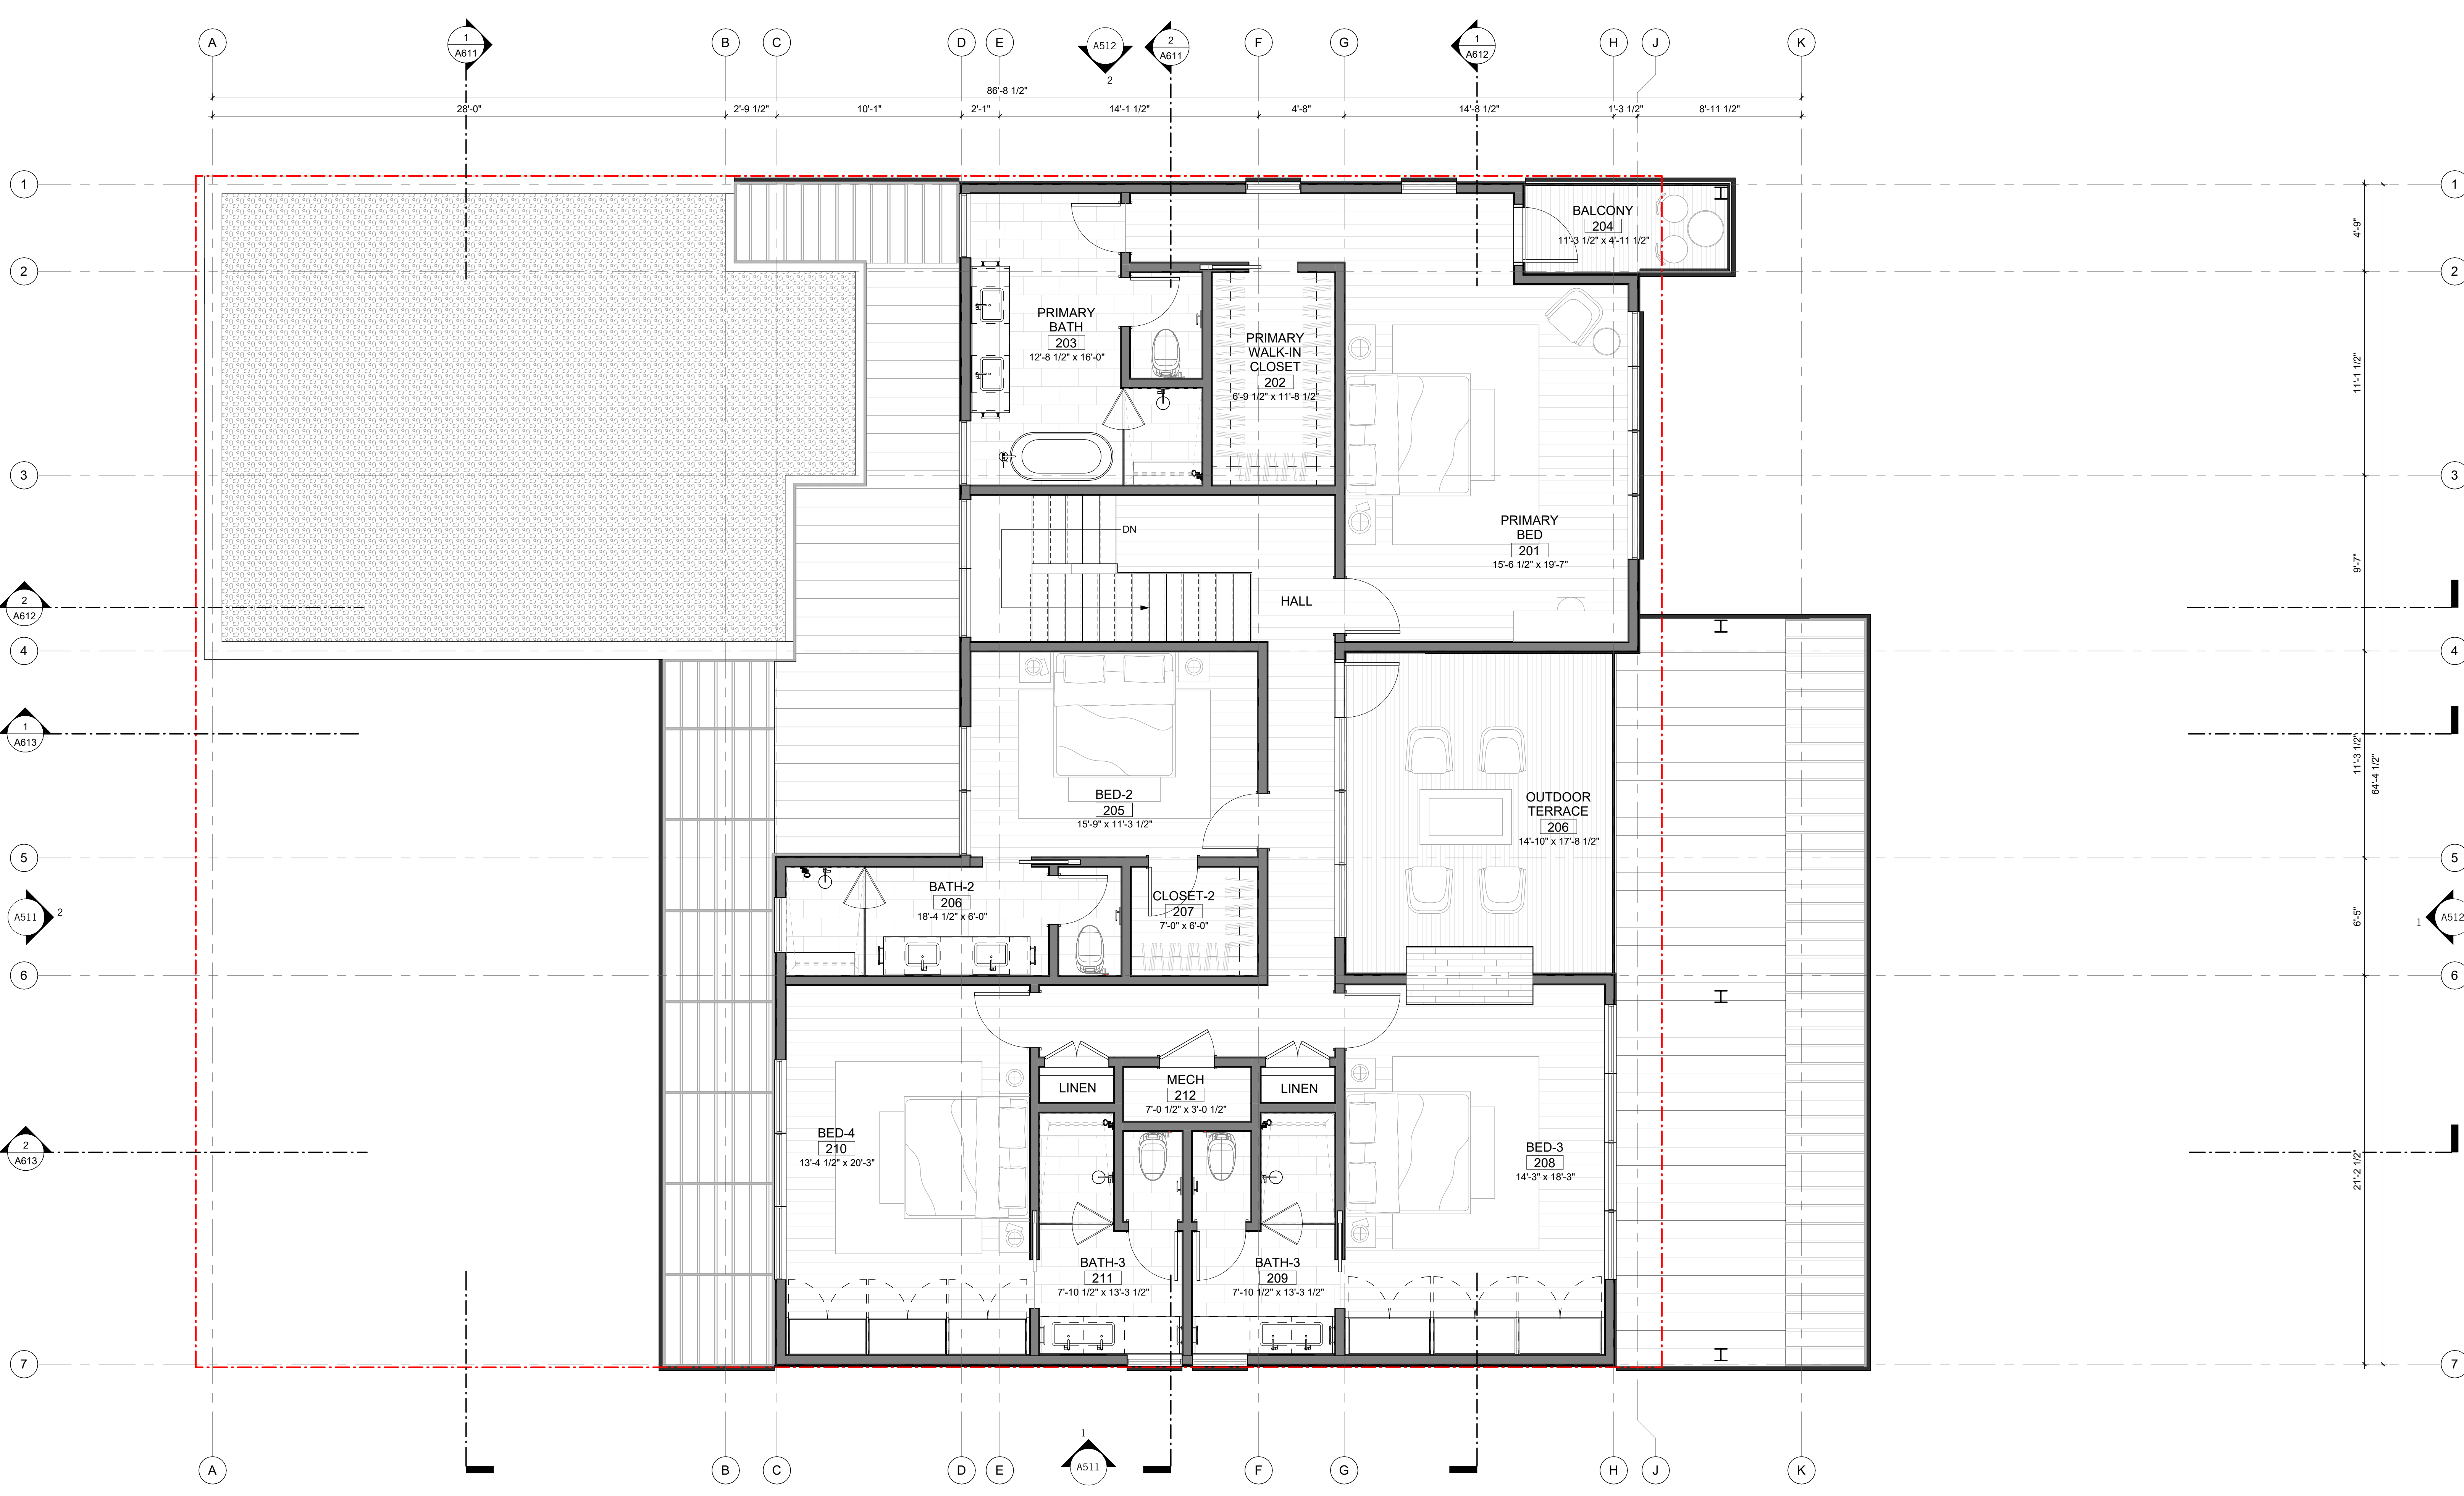 A
1
A611
B
C
D
E
A512
2
2
A611
F
G
1
A612
H
J
K
86'-8 1/2"
28'-0"
2'-9 1/2"
10'-1"
2'-1"
14'-1 1/2"
4'-8"
14'-8 1/2"
1'-3 1/2"
8'-11 1/2"
1
1
BALCONY
204
11'-3 1/2" x 4'-11 1/2"
4'-9"
2
2
PRIMARY
BATH
203
12'-8 1/2" x 16'-0"
PRIMARY
WALK-IN
CLOSET
202
6'-9 1/2" x 11'-8 1/2"
11'-1 1/2"
3
3
DN
PRIMARY
BED
201
15'-6 1/2" x 19'-7"
9'-7"
2
A612
HALL
4
4
1
A613
11'-3 1/2"
64'-4 1/2"
BED-2
205
15'-9" x 11'-3 1/2"
OUTDOOR
TERRACE
206
14'-10" x 17'-8 1/2"
5
5
BATH-2
206
18'-4 1/2" x 6'-0"
CLOSET-2
207
7'-0" x 6'-0"
A511
2
6'-5"
1
A512
6
6
LINEN
MECH
212
7'-0 1/2" x 3'-0 1/2"
LINEN
2
A613
BED-4
210
13'-4 1/2" x 20'-3"
BED-3
208
14'-3" x 18'-3"
21'-2 1/2"
BATH-3
211
7'-10 1/2" x 13'-3 1/2"
BATH-3
209
7'-10 1/2" x 13'-3 1/2"
7
7
A
B
C
D
E
1
A511
F
G
H
J
K